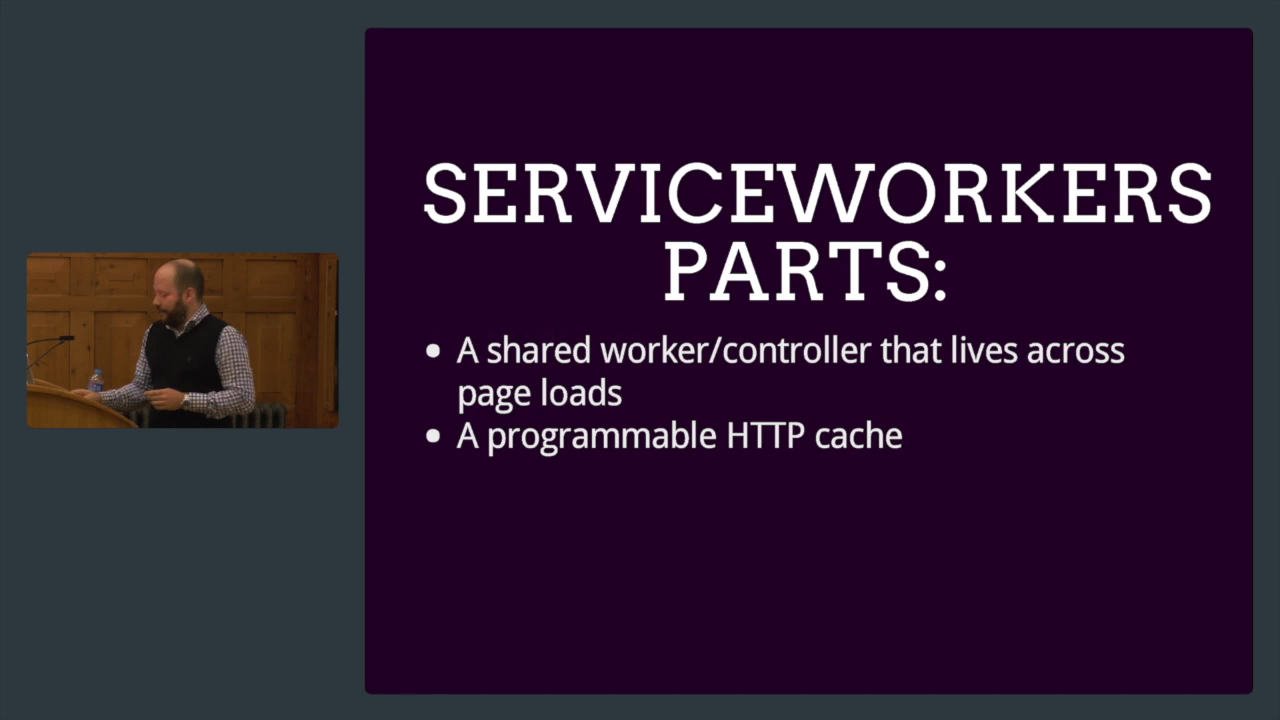 SERVICEWORKERS
PARTS:
• A shared worker/controller that lives across
page loads
• A programmable HTTP cache